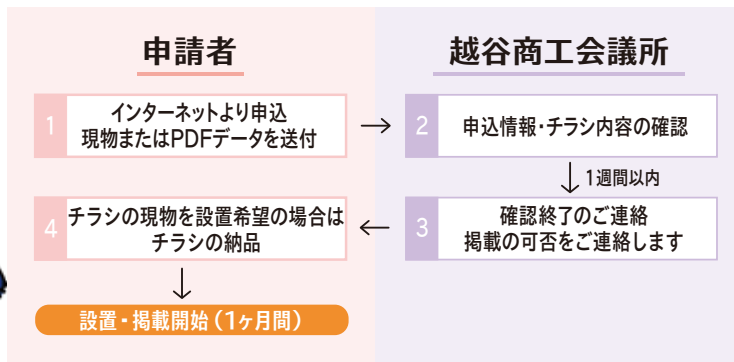 申請者
越谷商工会議所
1
インターネットより申込
現物またはPDFデータを送付
2
申込情報・チラシ内容の確認
1週間以内
3
確認終了のご連絡
掲載の可否をご連絡します
4
チラシの現物を設置希望の場合は
チラシの納品
設置・掲載開始（1ヶ月間）